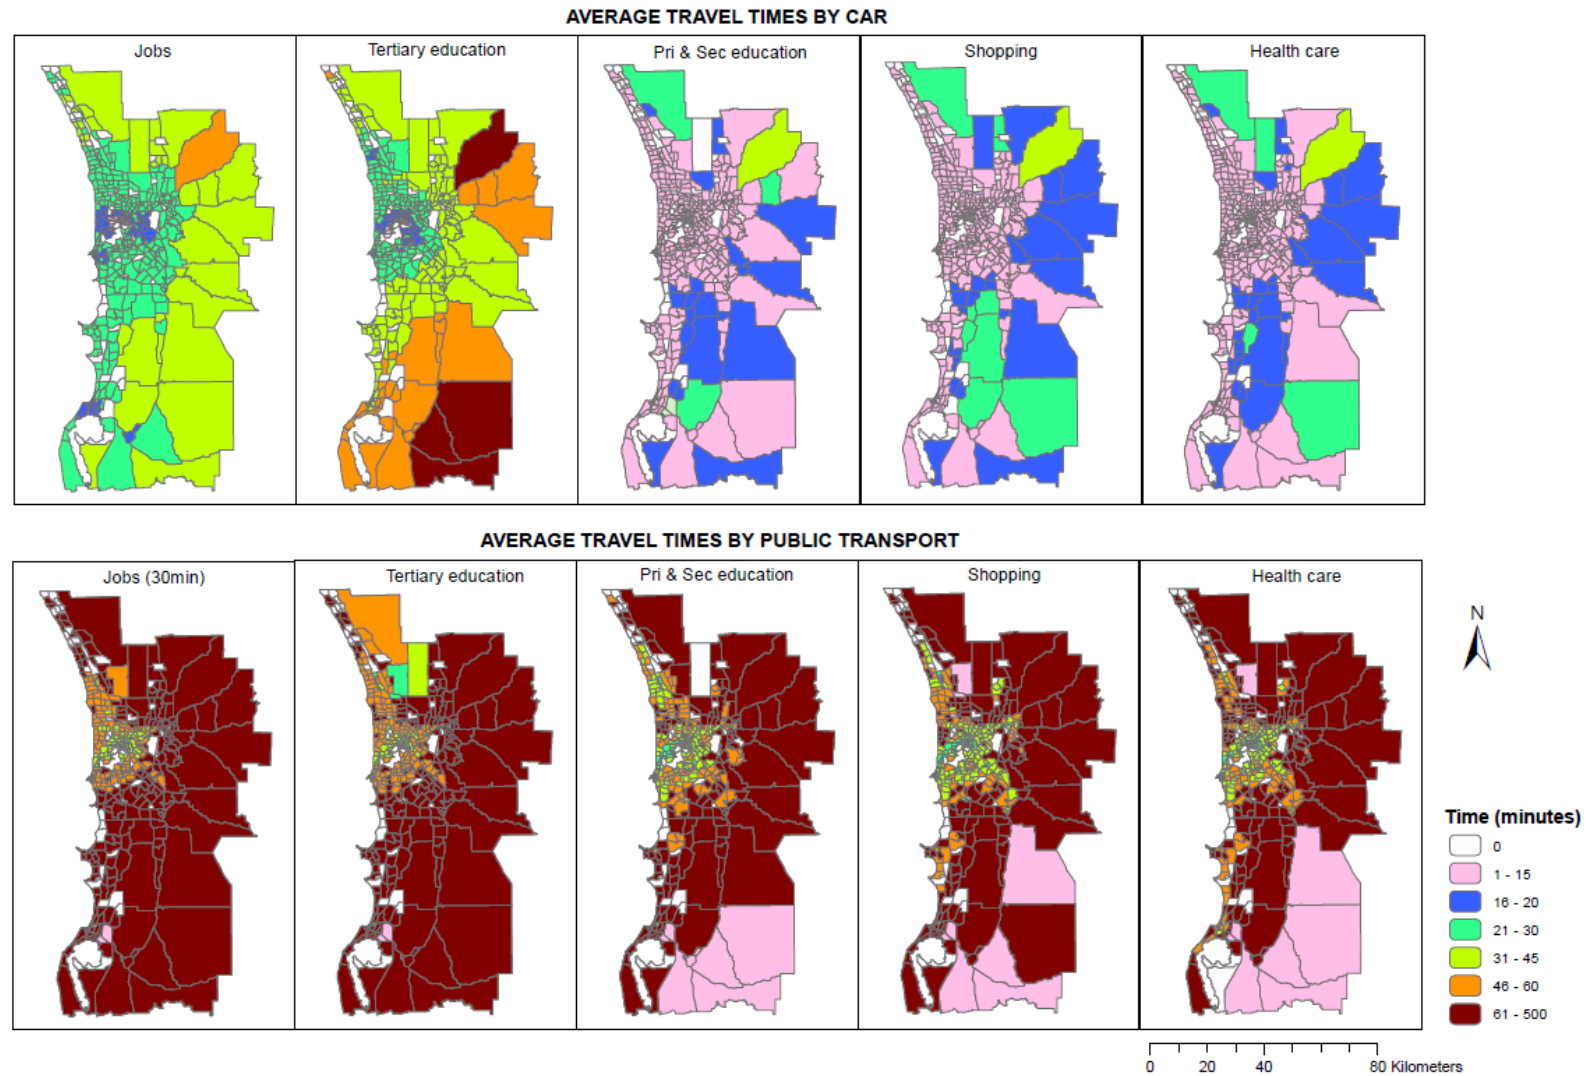 AVERAGE TRAVEL TIMES BY CAR
Jobs
Tertiary education
Pri & Sec education
Shopping
Health care
AVERAGE TRAVEL TIMES BY PUBLIC TRANSPORT
Jobs (30min)
Tertiary education
Pri & Sec education
Shopping
Health care
N
Time (minutes)
0
1 - 15
16 - 20
21 - 30
31 - 45
46 - 60
61 - 500
0 20 40 80 Kilometers